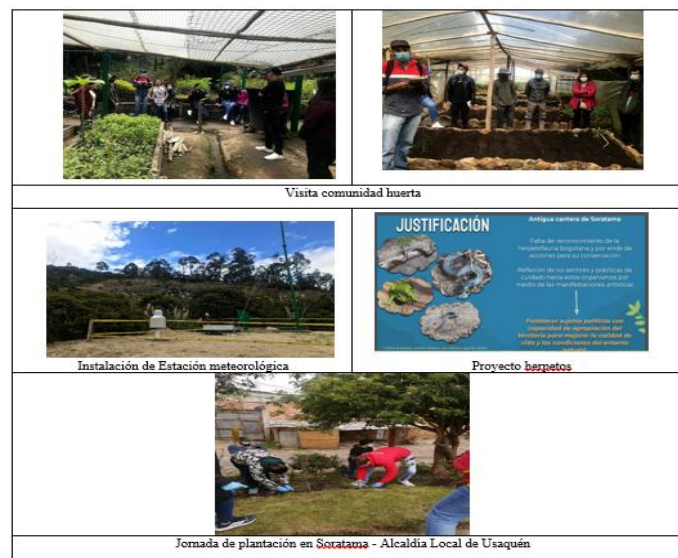 Visita comunidad huerta
JUSTIFICACIÓN
Antigua cantera de Soratama
Falta de reconocimiento de la
herpetofauna bogotana y por ende de
acciones para su conservación
Reflexión de los sentires y prácticas de
cuidado hacia estos organismos por
medio de las manifestaciones artísticas
Fortalecer sujetos políticos con
capacidad de apropiación del
territorio para mejorar la calidad de
vida y las condiciones del entorno
natural
Instalación de Estación meteorológica
Proyecto herpetos
Jornada de plantación en Soratama - Alcaldía Local de Usaquén